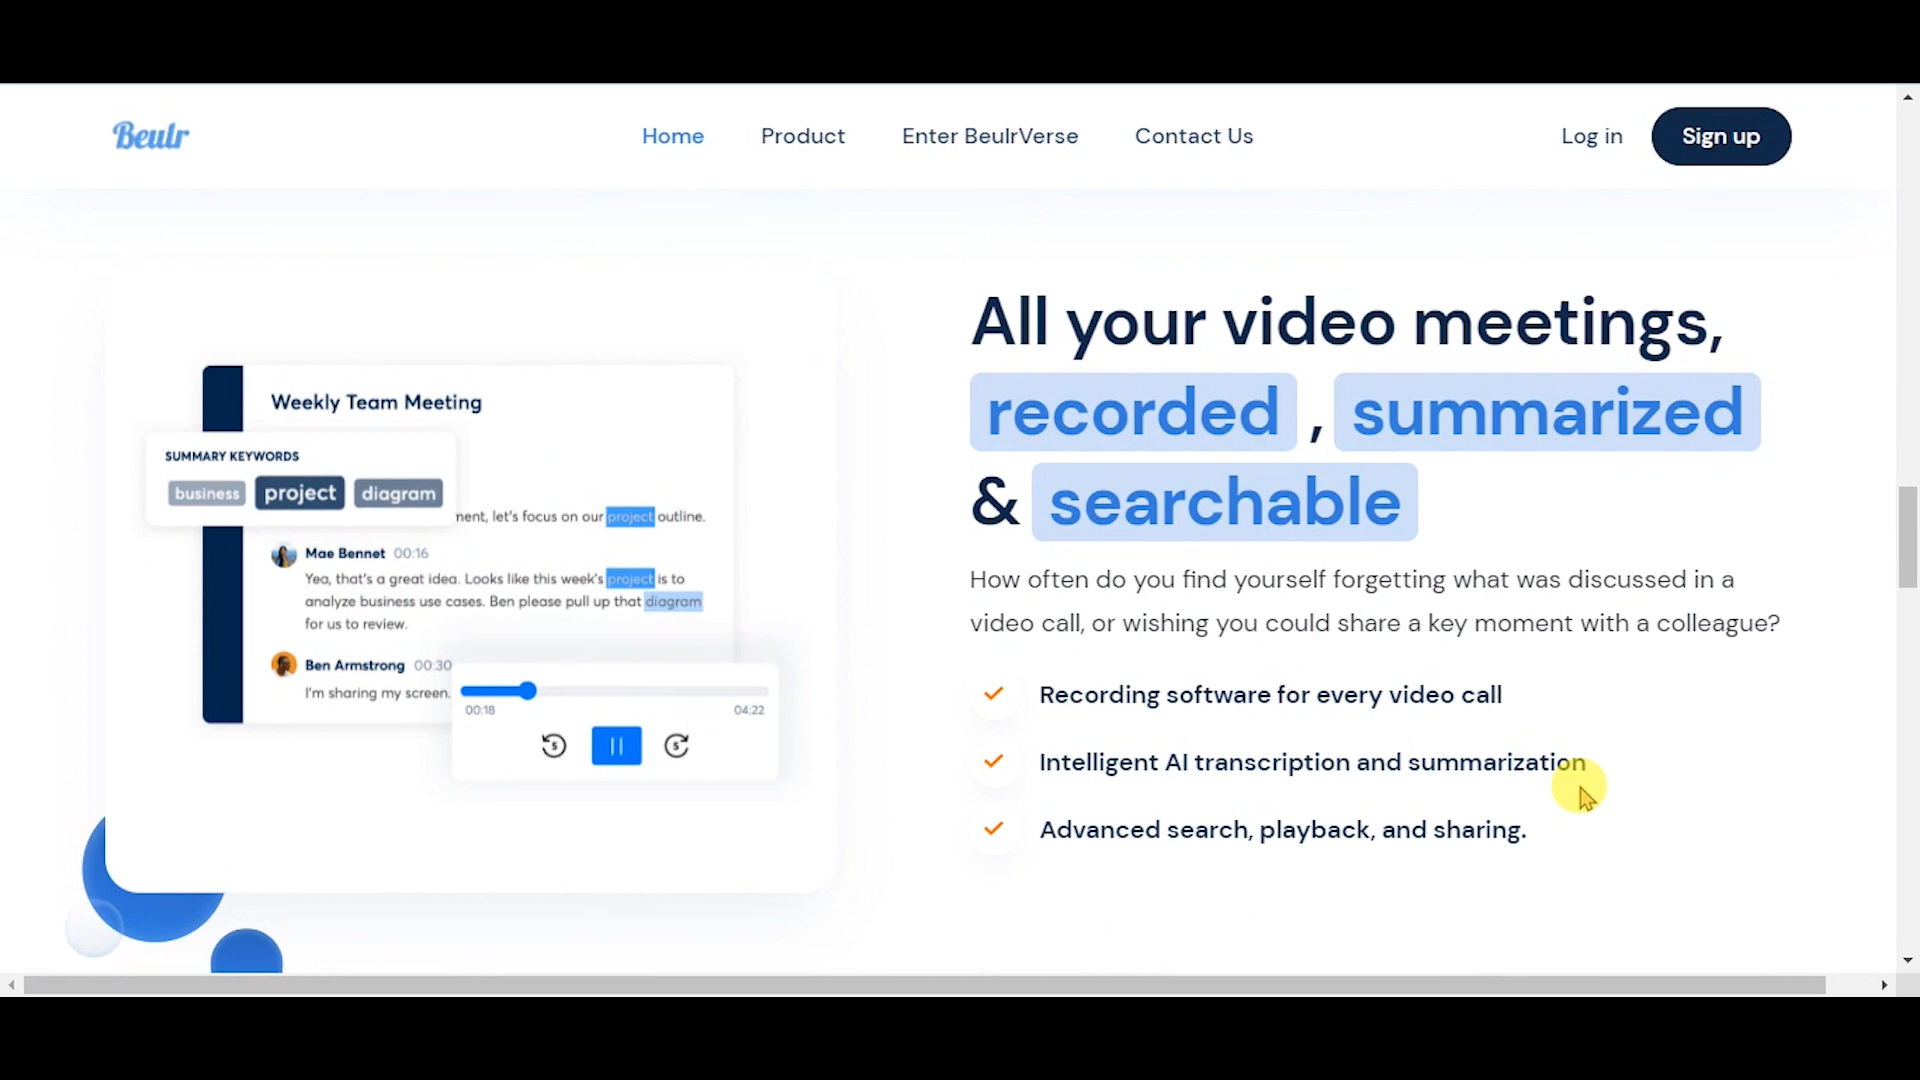 Beulr
Home
Product
Enter BeulrVerse
Contact Us
Log in
Sign up
Weekly Team Meeting
SUMMARY KEYWORDS
business project diagram
let's focus on our project outline.
Mae Bennet 00:16
Yea, that's a great idea. Looks like this week's project is to
analyze business use cases. Ben please pull up that diagram
for us to review.
Ben Armstrong 00:30
I'm sharing my screen.
00:18
04:22
5
5
All your video meetings,
recorded , summarized
& searchable
How often do you find yourself forgetting what was discussed in a
video call, or wishing you could share a key moment with a colleague?
Recording software for every video call
Intelligent AI transcription and summarization
Advanced search, playback, and sharing.